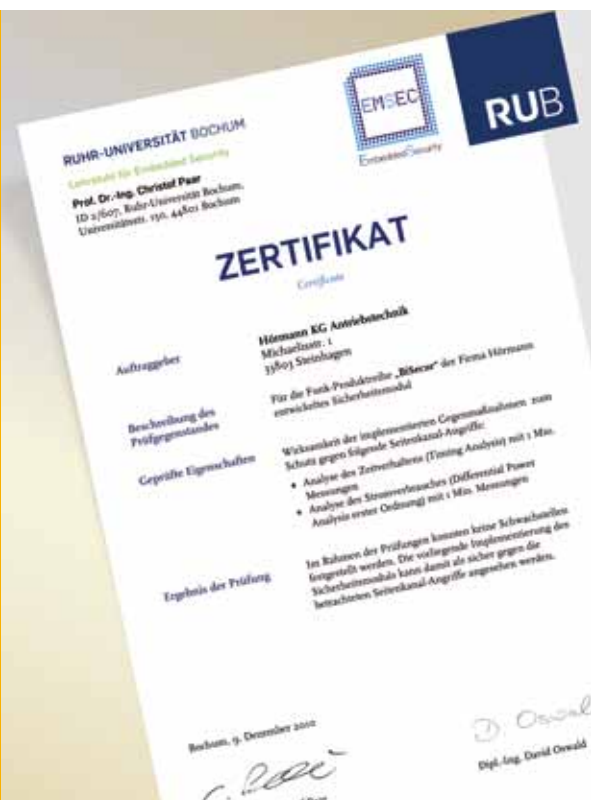 RUHR-UNIVERSITÄT BOCHUM
Lehrstuhl für Embedded Security
Prof. Dr.-Ing. Christof Paar
ID 2/607, Ruhr-Universität Bochum,
Universitätsstr. 150, 44801 Bochum
EMSEC
EmbeddedSecurity
RUB
ZERTIFIKAT
Certificate
Auftraggeber
Hörmann KG Antriebstechnik
Michaelisstr. 1
33803 Steinhagen
Beschreibung des
Prüfgegenstandes
Für die Funk-Produktreihe „BiSecur" der Firma Hörmann
entwickeltes Sicherheitsmodul
Geprüfte Eigenschaften
Wirksamkeit der implementierten Gegenmaßnahmen zum
Schutz gegen folgende Seitenkanal-Angriffe:
• Analyse des Zeitverhaltens (Timing Analysis) mit 1 Mio.
Messungen
• Analyse des Stromverbrauches (Differential Power
Analysis erster Ordnung) mit 1 Mio. Messungen
Ergebnis der Prüfung
Im Rahmen der Prüfungen konnten keine Schwachstellen
festgestellt werden. Die vorliegende Implementierung des
Sicherheitsmoduls kann damit als sicher gegen die
betrachteten Seitenkanal-Angriffe angesehen werden.
Bochum, 9. Dezember 2010
D. Oswald
Dipl.-Ing. David Oswald